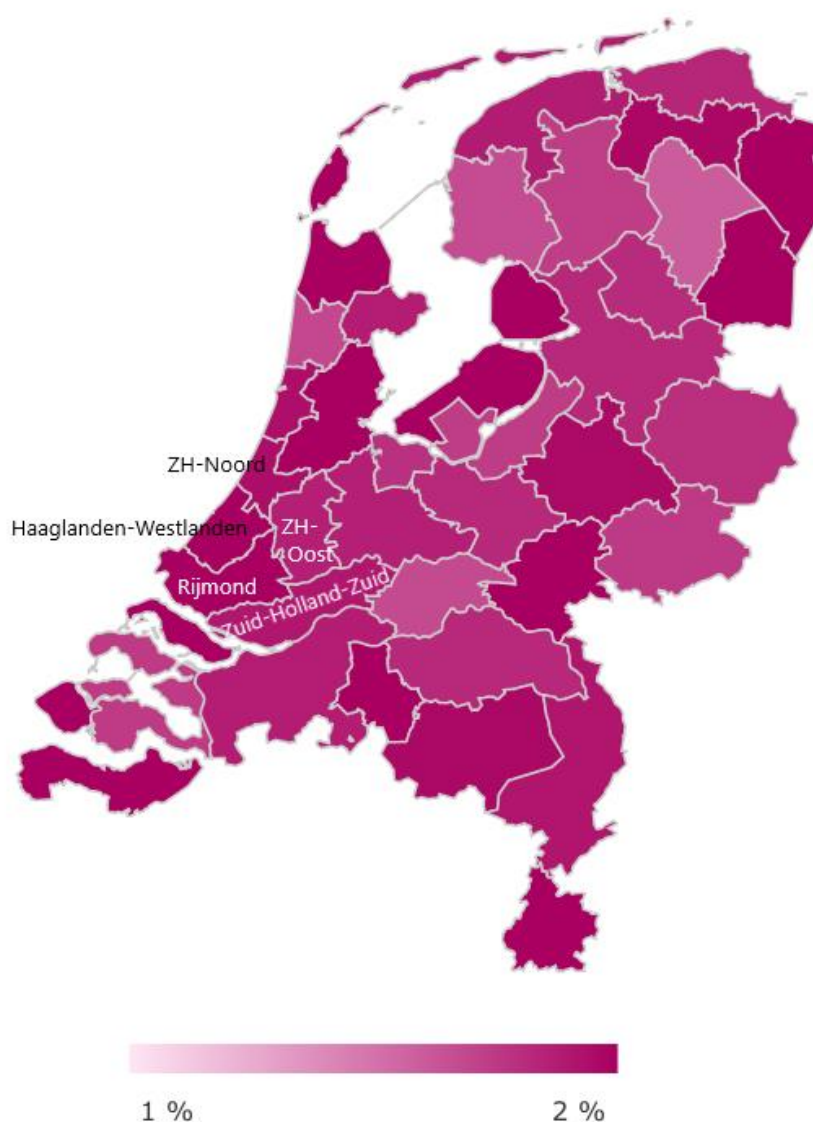 ZH-Noord
Haaglanden-Westlanden
ZH-
Oost
Rijmond
Zuid-Holland-Zuid
1 %
2 %